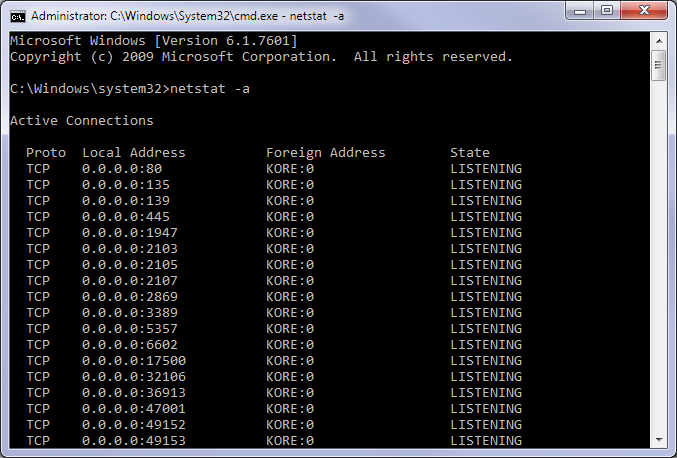 Administrator: C:\Windows\System32\cmd.exe - netstat -a
Microsoft Windows [Version 6.1.7601]
Copyright (c) 2009 Microsoft Corporation.  All rights reserved.
C:\Windows\system32>netstat -a
Active Connections
  Proto  Local Address          Foreign Address        State
  TCP    0.0.0.0:80             KORE:0                 LISTENING
  TCP    0.0.0.0:135            KORE:0                 LISTENING
  TCP    0.0.0.0:139            KORE:0                 LISTENING
  TCP    0.0.0.0:445            KORE:0                 LISTENING
  TCP    0.0.0.0:1947           KORE:0                 LISTENING
  TCP    0.0.0.0:2103           KORE:0                 LISTENING
  TCP    0.0.0.0:2105           KORE:0                 LISTENING
  TCP    0.0.0.0:2107           KORE:0                 LISTENING
  TCP    0.0.0.0:2869           KORE:0                 LISTENING
  TCP    0.0.0.0:3389           KORE:0                 LISTENING
  TCP    0.0.0.0:5357           KORE:0                 LISTENING
  TCP    0.0.0.0:6602           KORE:0                 LISTENING
  TCP    0.0.0.0:17500          KORE:0                 LISTENING
  TCP    0.0.0.0:32106          KORE:0                 LISTENING
  TCP    0.0.0.0:36913          KORE:0                 LISTENING
  TCP    0.0.0.0:47001          KORE:0                 LISTENING
  TCP    0.0.0.0:49152          KORE:0                 LISTENING
  TCP    0.0.0.0:49153          KORE:0                 LISTENING